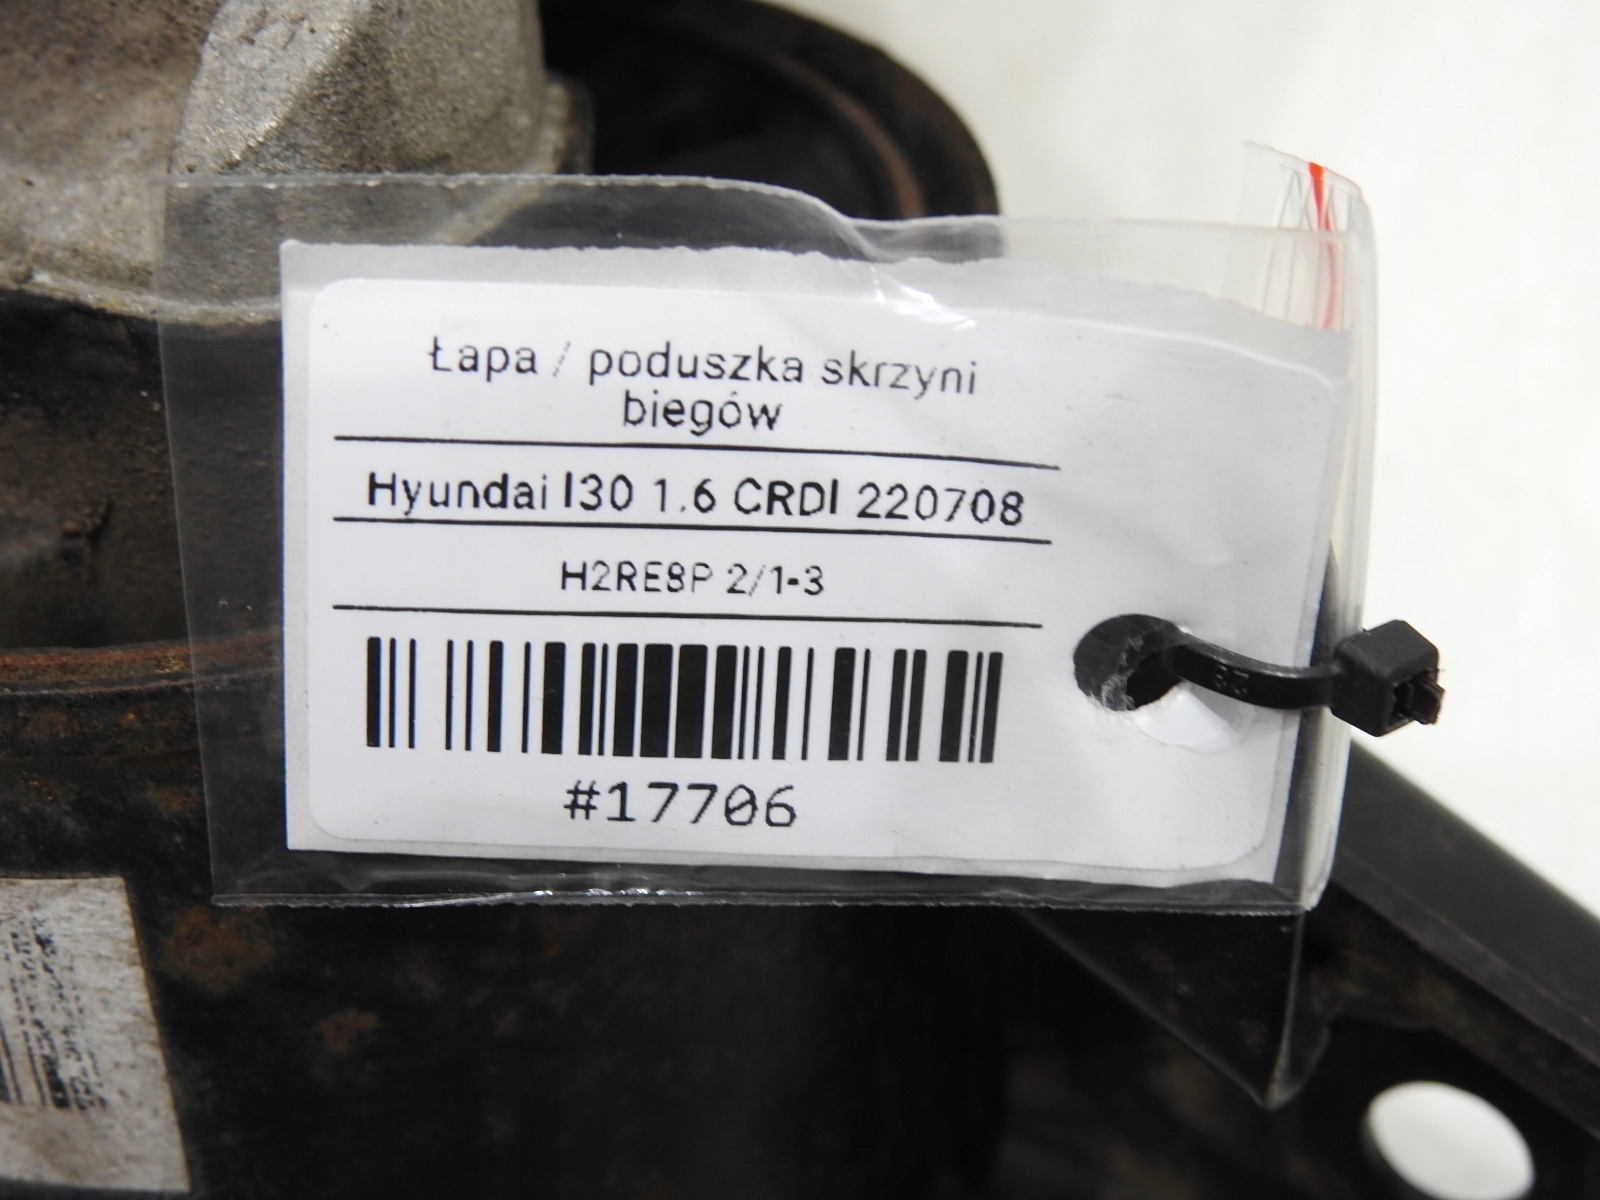 Łapa / poduszka skrzyni
biegów
Hyundai I30 1.6 CRDI 220708
H2RE8P 2/1-3
#17706